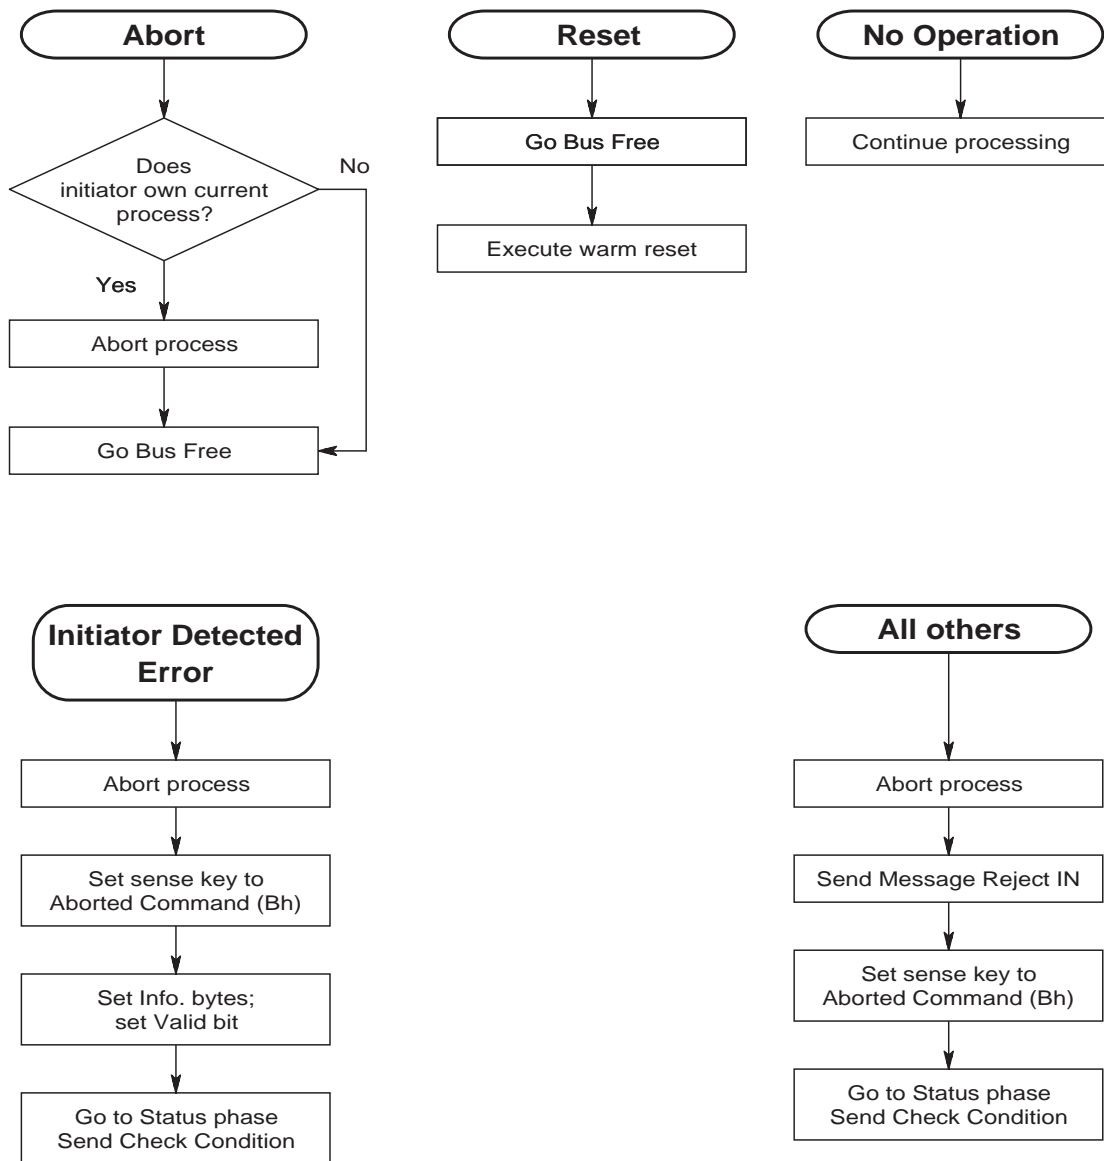 Abort
Does
initiator own current
process?
No
Yes
Abort process
Go Bus Free
Reset
Go Bus Free
Execute warm reset
No Operation
Continue processing
Initiator Detected
Error
Abort process
Set sense key to
Aborted Command (Bh)
Set Info. bytes;
set Valid bit
Go to Status phase
Send Check Condition
All others
Abort process
Send Message Reject IN
Set sense key to
Aborted Command (Bh)
Go to Status phase
Send Check Condition